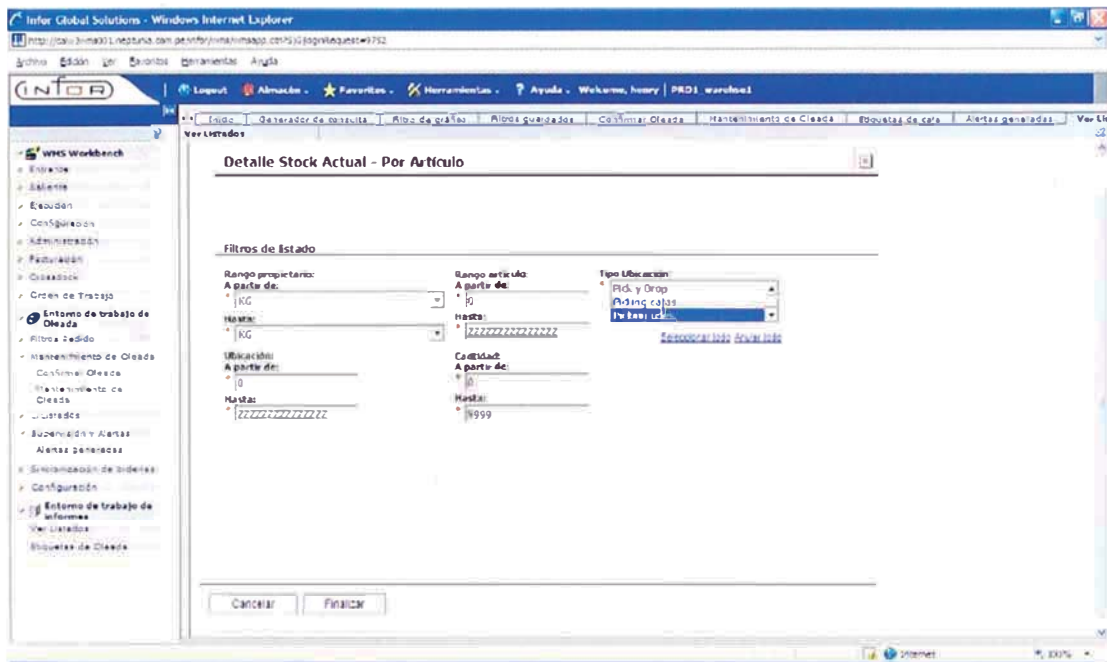 Infor Global Solutions - Windows Internet Explorer
Archivo Edición Ver Favoritos Herramientas Ayuda
INFOR
Logout Almacén Favoritos Herramientas Ayuda Welcome, henry | PRD1_warehse1
Inicio Generador de consulta Filtro de gráfico Filtros guardados Confirmar Oleada Mantenimiento de Oleada Etiquetas de caja Alertas generadas Ver Lis
Ver Listados
WMS Workbench
Entrante
Saliente
Ejecución
Configuración
Administración
Facturación
Crossdock
Orden de Trabajo
Entorno de trabajo de Oleada
Filtros Pedido
Mantenimiento de Oleada
Confirmar Oleada
Mantenimiento de Oleada
Listados
Supervisión y Alertas
Alertas generadas
Sincronización de órdenes
Configuración
Entorno de trabajo de informes
Ver Listados
Etiquetas de Oleada
Detalle Stock Actual - Por Artículo
Filtros de listado
Rango propietario:
A partir de:
* KG
Hasta:
* KG
Rango artículo:
A partir de:
* 0
Hasta:
* ZZZZZZZZZZZZZZZ
Tipo Ubicación:
* Pick y Drop
Picking cajas
Seleccionar todo Anular todo
Ubicación:
A partir de:
* 0
Hasta:
* ZZZZZZZZZZZZZZZ
Cantidad:
A partir de:
* 0
Hasta:
* 9999
Cancelar Finalizar
Internet
100%